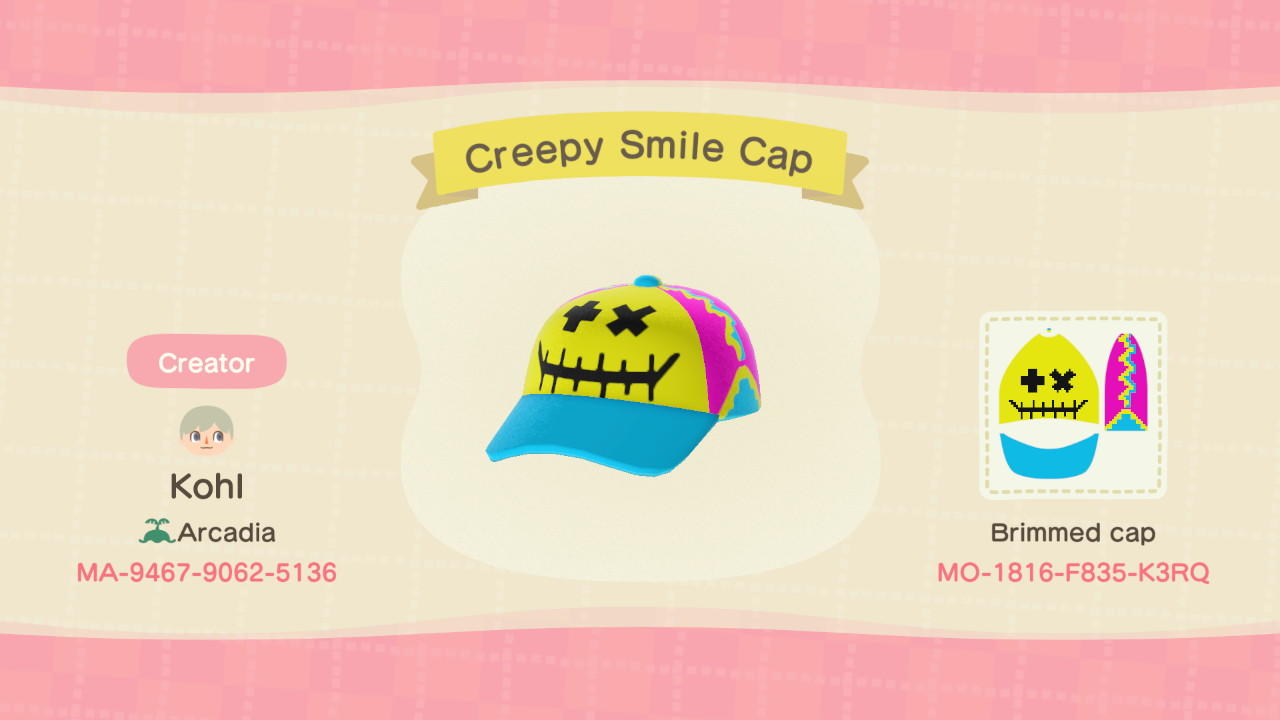 Creepy Smile Cap
Creator
Kohl
Arcadia
MA-9467-9062-5136
Brimmed cap
MO-1816-F835-K3RQ